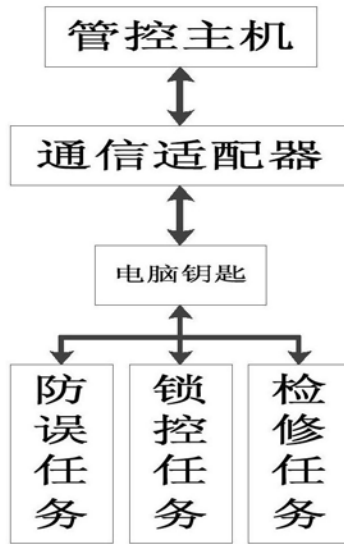 管控主机
通信适配器
电脑钥匙
防误任务
锁控任务
检修任务